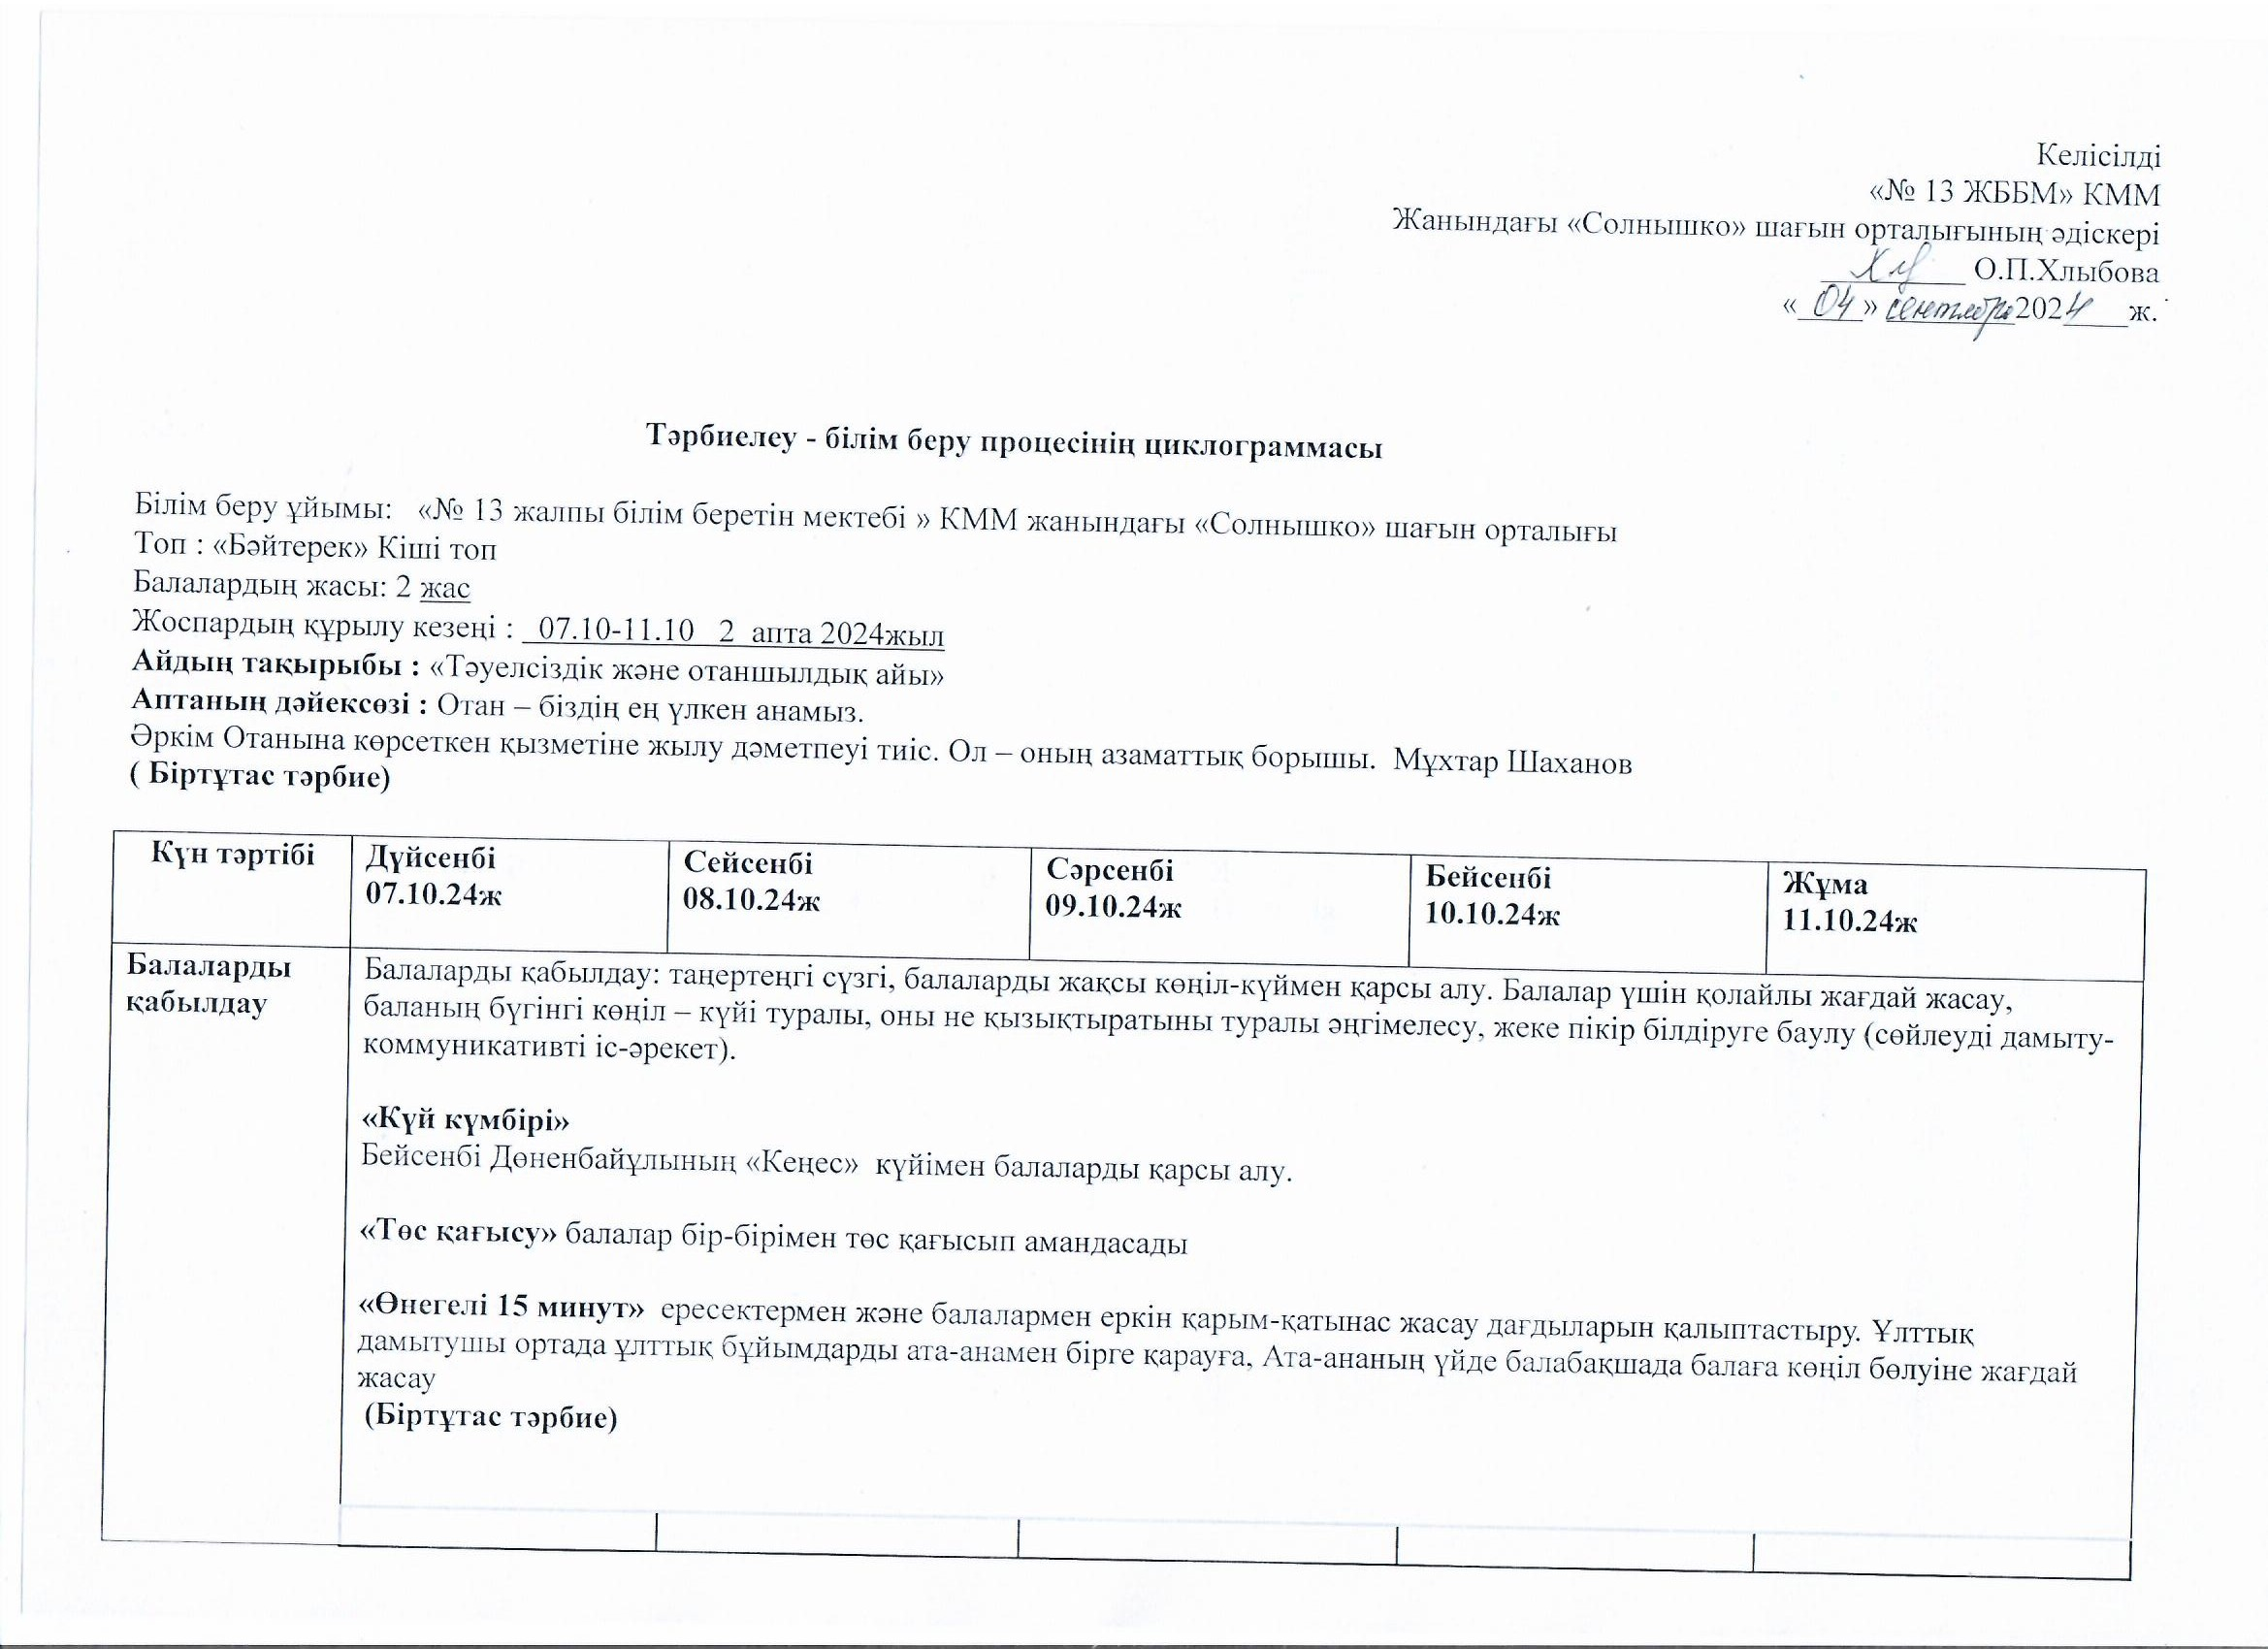 Келісілді
«№ 13 ЖББМ» КММ
Жанындағы «Солнышко» шағын орталығының әдіскері
О.П.Хлыбова
«04» сентября 2024 ж.
Тәрбиелеу - білім беру процесінің циклограммасы
Білім беру ұйымы: «№ 13 жалпы білім беретін мектебі » КММ жанындағы «Солнышко» шағын орталығы
Топ : «Бәйтерек» Кіші топ
Балалардың жасы: 2 жас
Жоспардың құрылу кезеңі : 07.10-11.10 2 апта 2024жыл
Айдың тақырыбы : «Тәуелсіздік және отаншылдық айы»
Аптаның дәйексөзі : Отан – біздің ең үлкен анамыз.
Әркім Отанына көрсеткен қызметіне жылу дәметпеуі тиіс. Ол – оның азаматтық борышы. Мұхтар Шаханов
( Біртұтас тәрбие)
Күн тәртібі
Дүйсенбі
07.10.24ж
Сейсенбі
08.10.24ж
Сәрсенбі
09.10.24ж
Бейсенбі
10.10.24ж
Жұма
11.10.24ж
Балаларды
қабылдау
Балаларды қабылдау: таңертеңгі сүзгі, балаларды жақсы көңіл-күймен қарсы алу. Балалар үшін қолайлы жағдай жасау,
баланың бүгінгі көңіл – күйі туралы, оны не қызықтыратыны туралы әңгімелесу, жеке пікір білдіруге баулу (сөйлеуді дамыту-
коммуникативті іс-әрекет).
«Күй күмбірі»
Бейсенбі Дөненбайұлының «Кеңес» күйімен балаларды қарсы алу.
«Төс қағысу» балалар бір-бірімен төс қағысып амандасады
«Өнегелі 15 минут» ересектермен және балалармен еркін қарым-қатынас жасау дағдыларын қалыптастыру. Ұлттық
дамытушы ортада ұлттық бұйымдарды ата-анамен бірге қарауға, Ата-ананың үйде балабақшада балаға көңіл бөлуіне жағдай
жасау
(Біртұтас тәрбие)